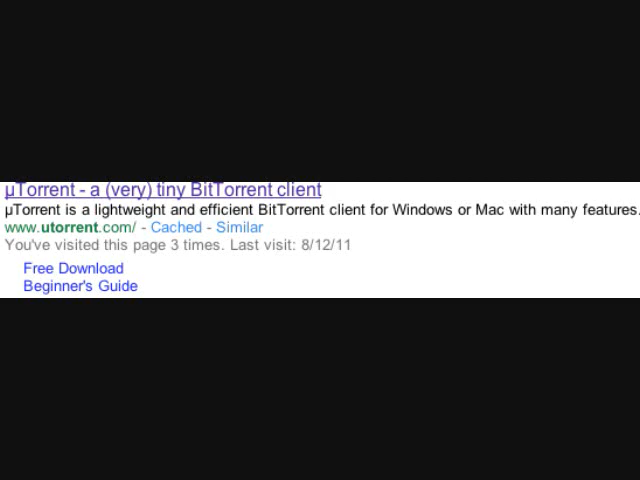 µTorrent - a (very) tiny BitTorrent client
µTorrent is a lightweight and efficient BitTorrent client for Windows or Mac with many features.
www.utorrent.com/ - Cached - Similar
You've visited this page 3 times. Last visit: 8/12/11
Free Download
Beginner's Guide